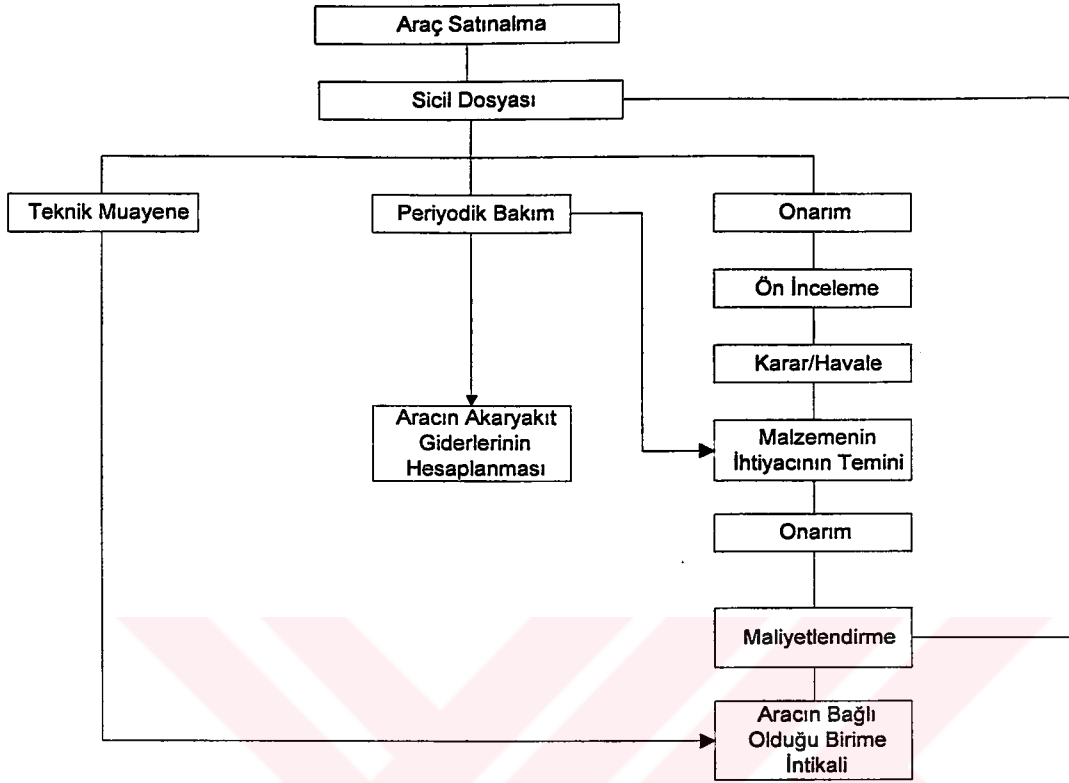 Araç Satınalma
Sicil Dosyası
Teknik Muayene
Periyodik Bakım
Onarım
Ön İnceleme
Karar/Havale
Aracın Akaryakıt
Giderlerinin
Hesaplanması
Malzemenin
İhtiyacının Temini
Onarım
Maliyetlendirme
Aracın Bağlı
Olduğu Birime
İntikali